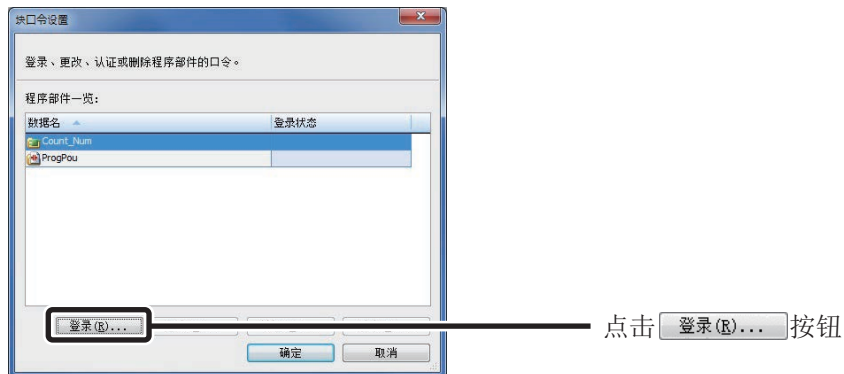 块口令设置
登录、更改、认证或删除程序部件的口令。
程序部件一览:
数据名 登录状态
Count_Num
ProgPou
登录(R)...
确定 取消
点击 登录(R)... 按钮